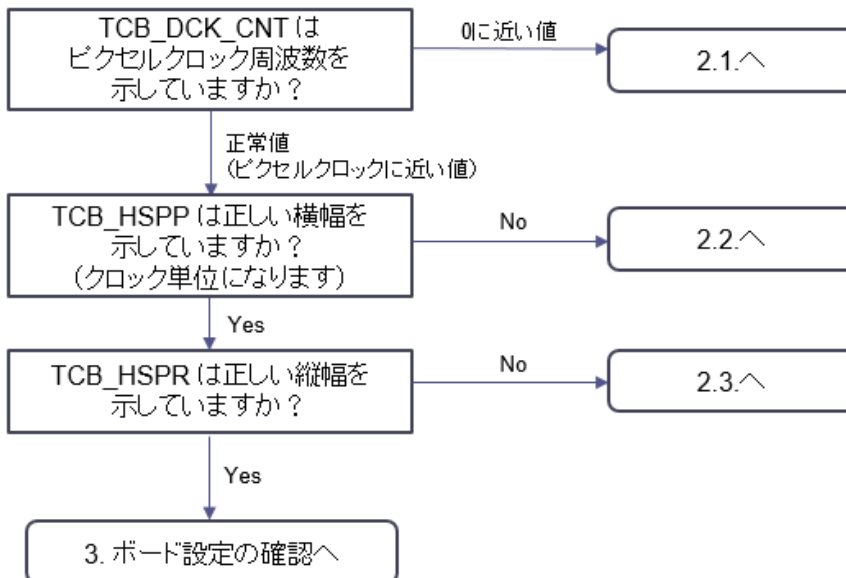 TCB_DCK_CNT は
ピクセルクロック周波数を
示していますか？
0に近い値
2.1.へ
正常値
(ピクセルクロックに近い値)
TCB_HSPP は正しい横幅を
示していますか？
(クロック単位になります)
No
2.2.へ
Yes
TCB_HSPR は正しい縦幅を
示していますか？
No
2.3.へ
Yes
3. ボード設定の確認へ